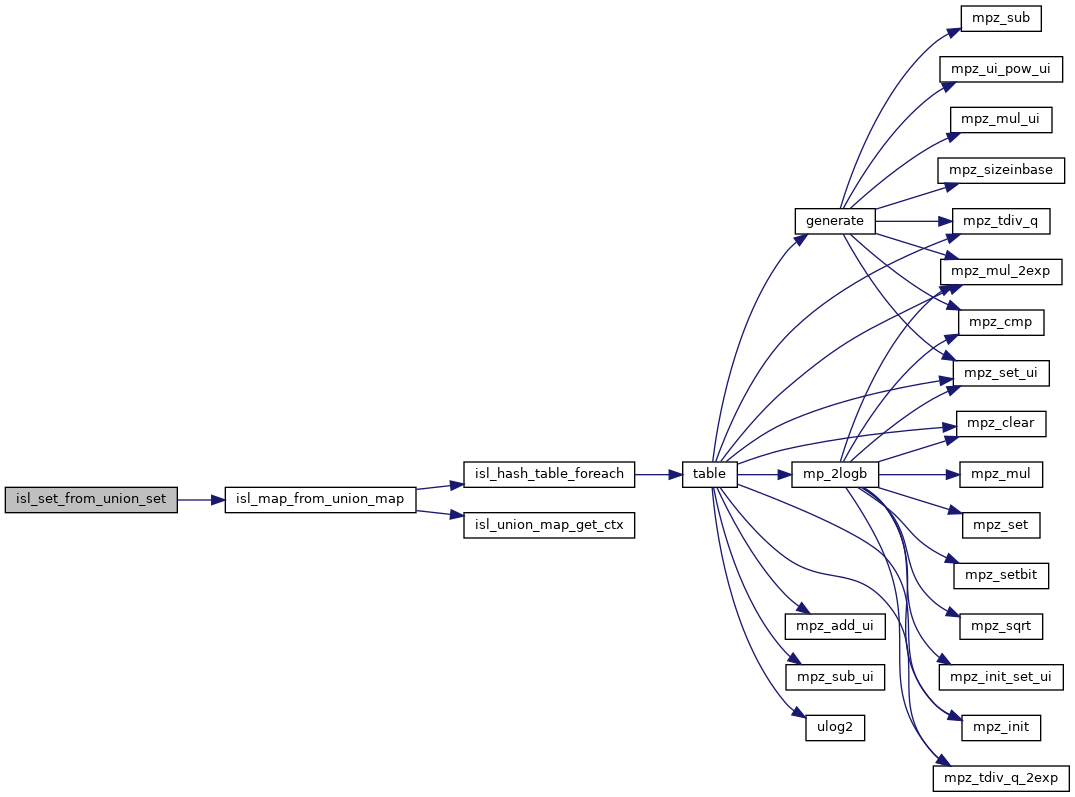 isl_set_from_union_set
isl_map_from_union_map
isl_hash_table_foreach
isl_union_map_get_ctx
table
generate
mp_2logb
mpz_add_ui
mpz_sub_ui
ulog2
mpz_sub
mpz_ui_pow_ui
mpz_mul_ui
mpz_sizeinbase
mpz_tdiv_q
mpz_mul_2exp
mpz_cmp
mpz_set_ui
mpz_clear
mpz_mul
mpz_set
mpz_setbit
mpz_sqrt
mpz_init_set_ui
mpz_init
mpz_tdiv_q_2exp